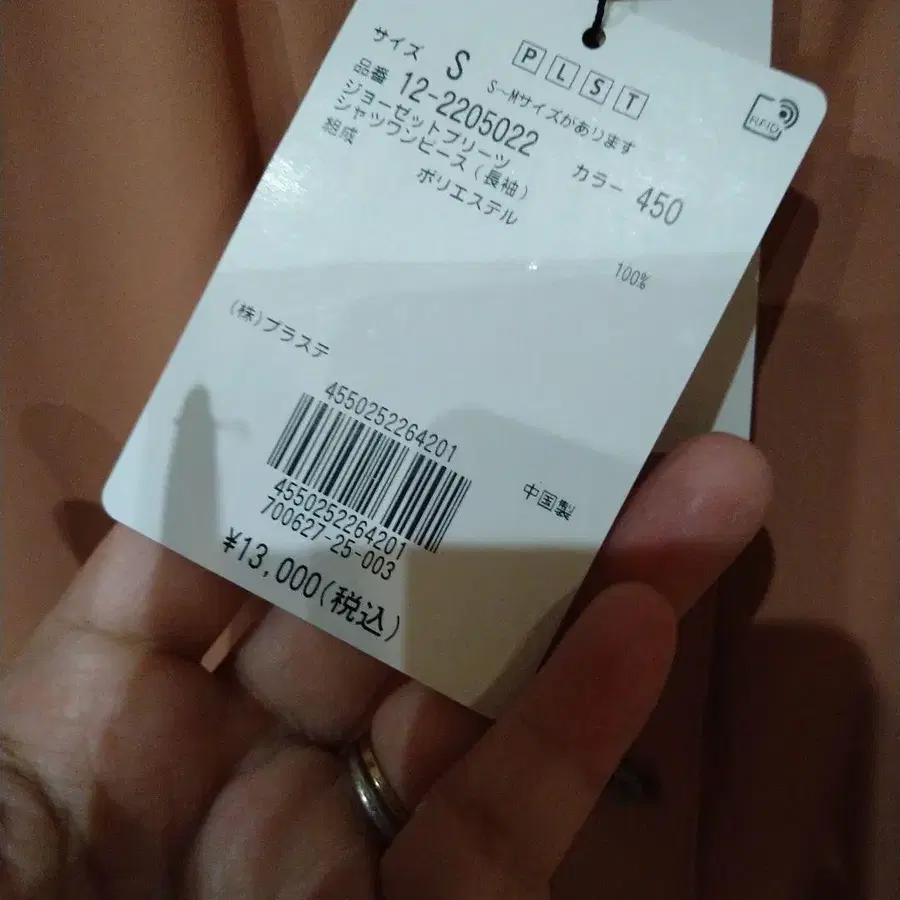 PLST
サイズ S S～Mサイズがあります
品番 12-2205022 カラー 450
ジョーゼットプリーツ
シャツワンピース(長袖)
組成 ポリエステル 100%
RFID
(株)プラステ
4550252264201
中国製
4550252264201
700627-25-003
¥13,000(税込)